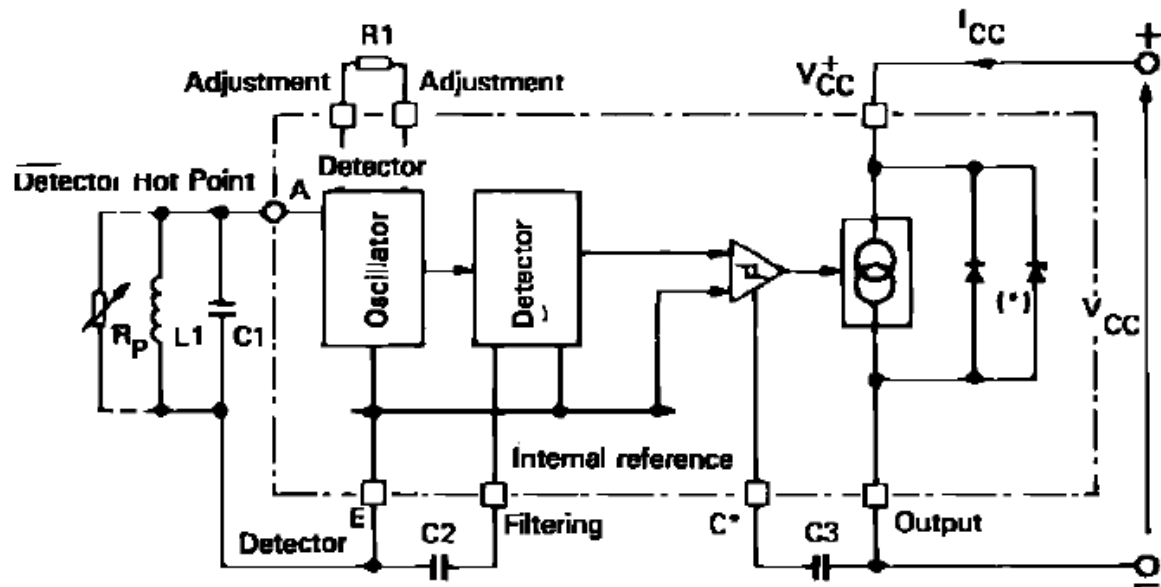 R1
I CC
+
Adjustment
Adjustment
V+CC
Detector
Detector Hot Point
A
Oscillator
Detector
(*)
VCC
RP
L1
C1
Internal reference
E
Filtering
C*
Output
C2
C3
Detector